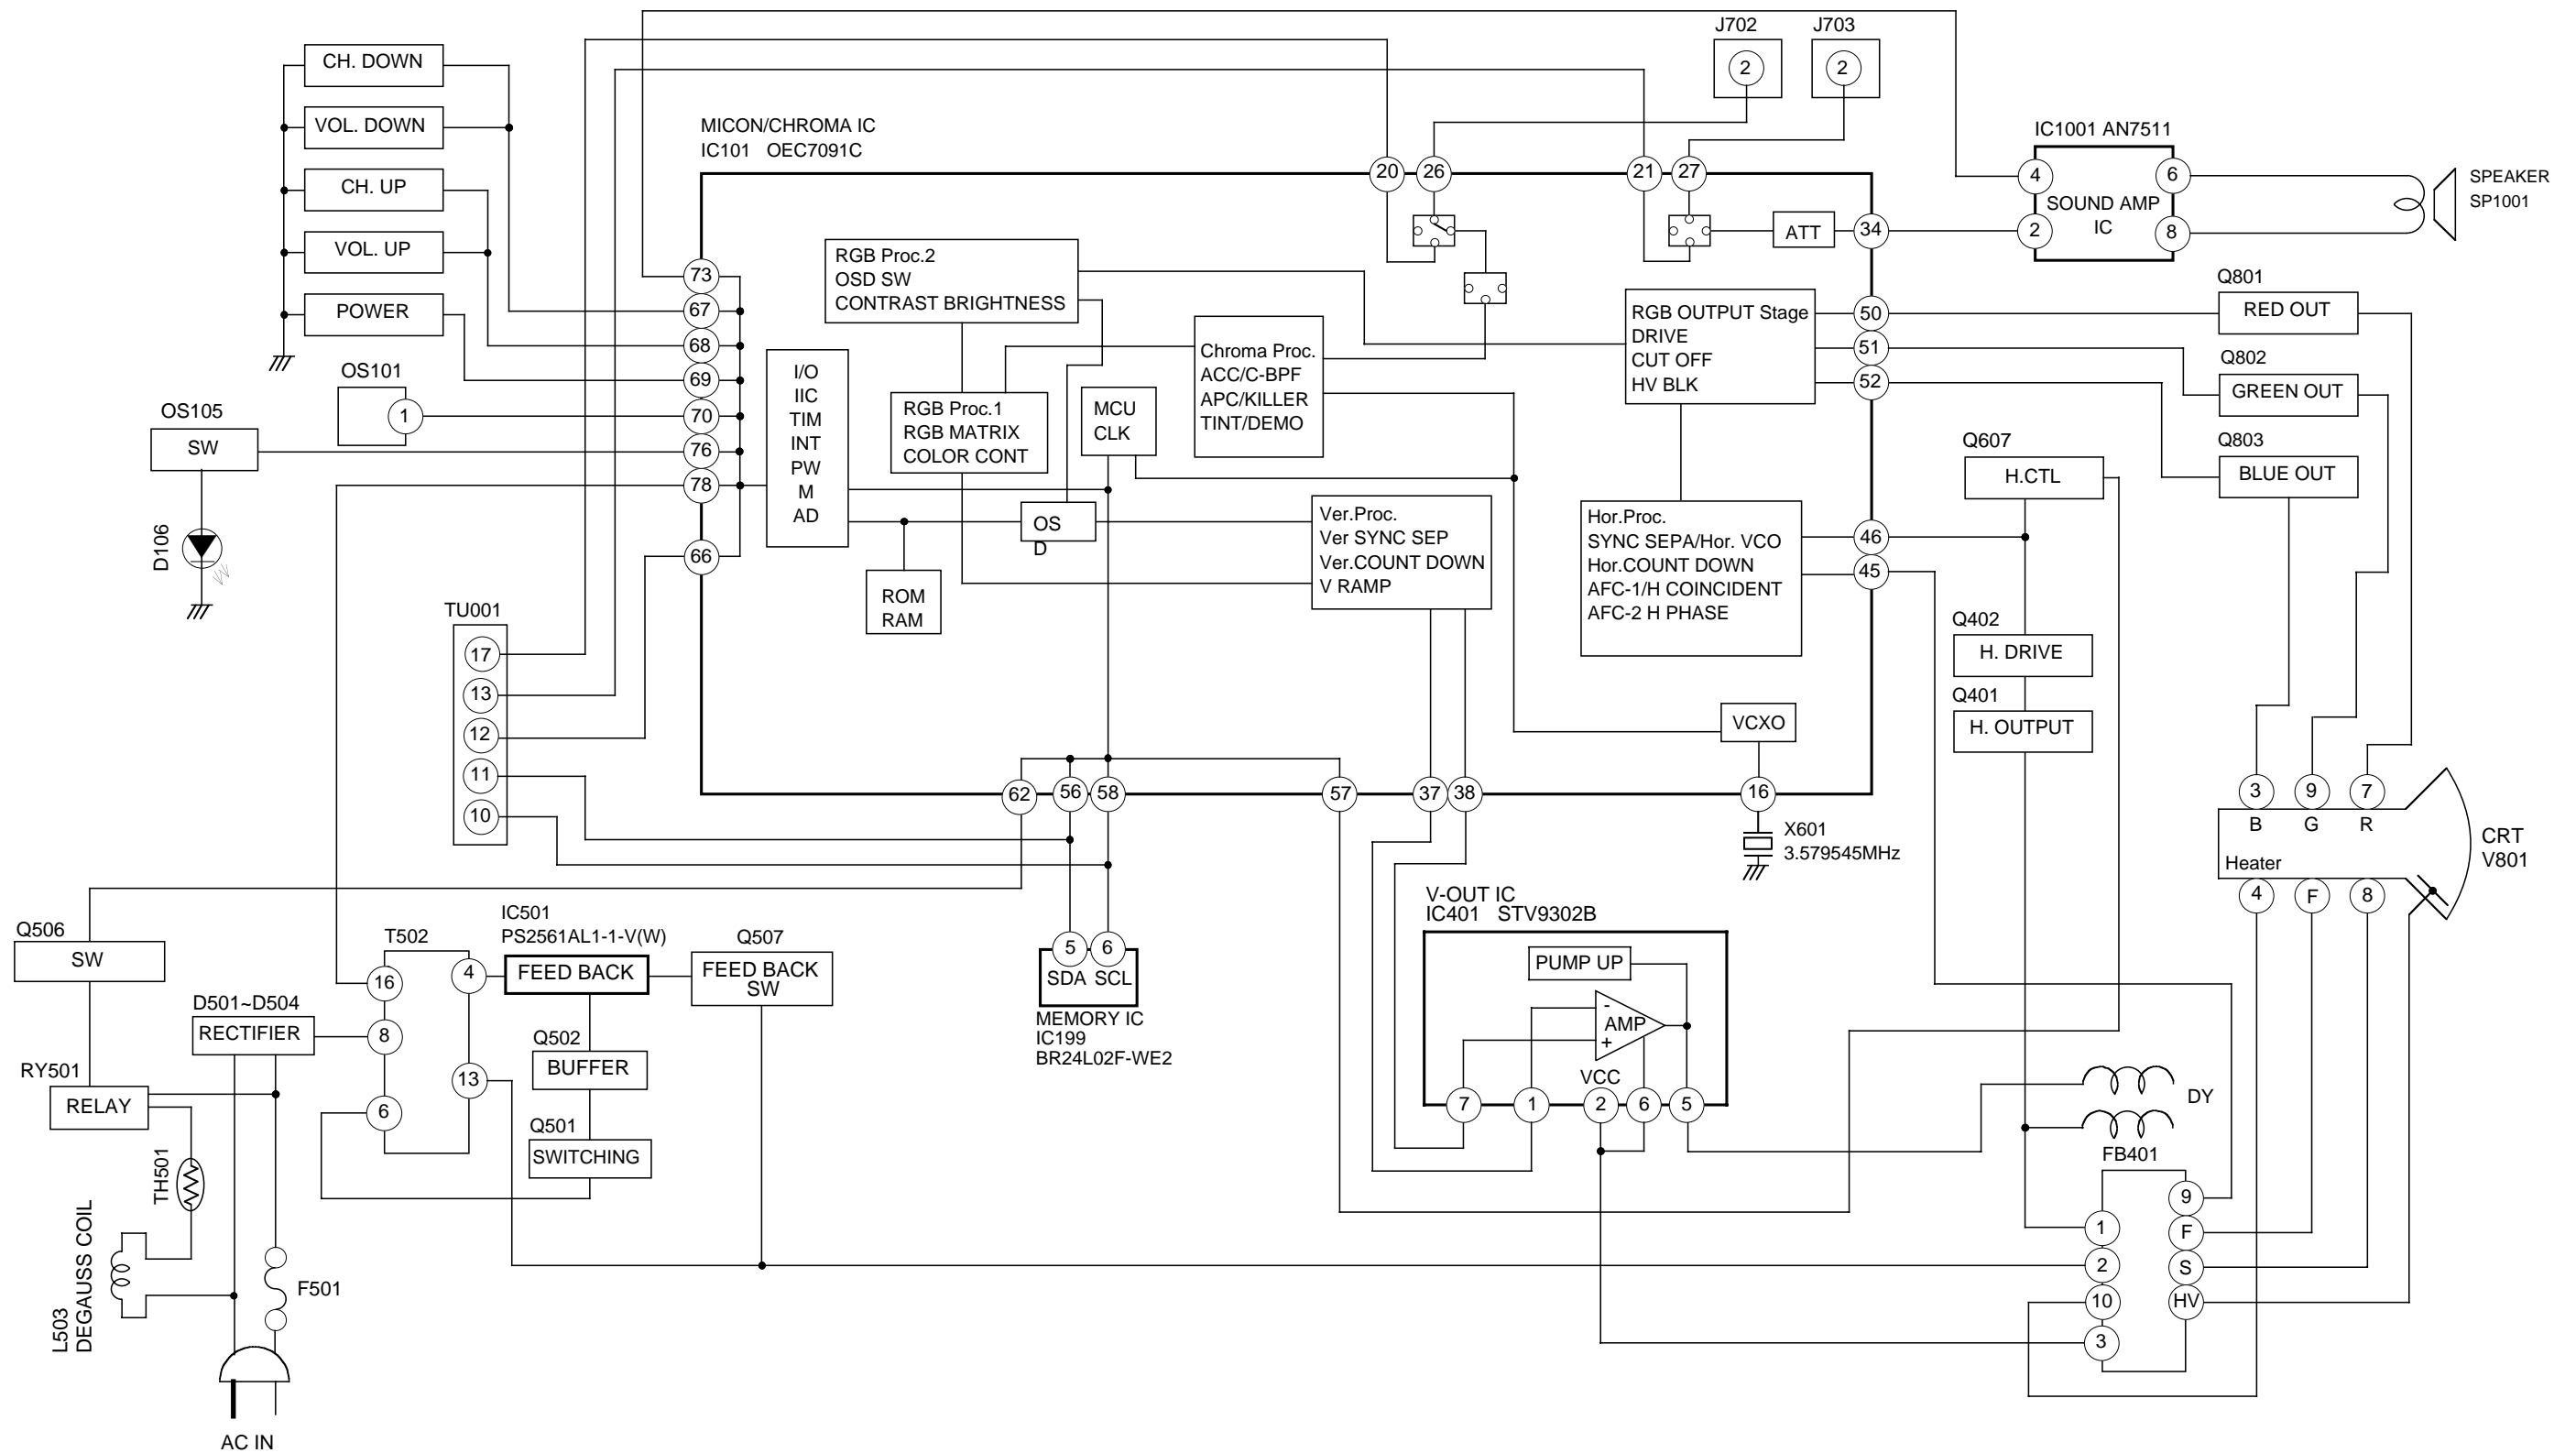 J702
J703
2
2
CH. DOWN
VOL. DOWN
CH. UP
VOL. UP
POWER
MICON/CHROMA IC
IC101 OEC7091C
IC1001 AN7511
20
26
21
27
4
6
SOUND AMP
IC
2
8
SPEAKER
SP1001
ATT
34
RGB Proc.2
OSD SW
CONTRAST BRIGHTNESS
73
67
68
69
70
76
78
66
I/O
IIC
TIM
INT
PW
M
AD
OS101
1
OS105
SW
D106
RGB Proc.1
RGB MATRIX
COLOR CONT
MCU
CLK
Chroma Proc.
ACC/C-BPF
APC/KILLER
TINT/DEMO
RGB OUTPUT Stage
DRIVE
CUT OFF
HV BLK
50
51
52
Q801
RED OUT
Q802
GREEN OUT
Q803
BLUE OUT
Q607
H.CTL
OS
D
ROM
RAM
Ver.Proc.
Ver SYNC SEP
Ver.COUNT DOWN
V RAMP
Hor.Proc.
SYNC SEPA/Hor. VCO
Hor.COUNT DOWN
AFC-1/H COINCIDENT
AFC-2 H PHASE
46
45
Q402
H. DRIVE
Q401
H. OUTPUT
TU001
17
13
12
11
10
VCXO
62
56
58
57
37
38
16
X601
3.579545MHz
3
9
7
B
G
R
Heater
4
F
8
CRT
V801
Q506
SW
T502
IC501
PS2561AL1-1-V(W)
Q507
16
4
FEED BACK
FEED BACK
SW
D501~D504
RECTIFIER
8
13
6
Q502
BUFFER
Q501
SWITCHING
RY501
RELAY
TH501
L503
DEGAUSS COIL
F501
AC IN
5
6
SDA
SCL
MEMORY IC
IC199
BR24L02F-WE2
V-OUT IC
IC401 STV9302B
PUMP UP
-
AMP
+
VCC
7
1
2
6
5
DY
FB401
9
1
F
2
S
10
HV
3